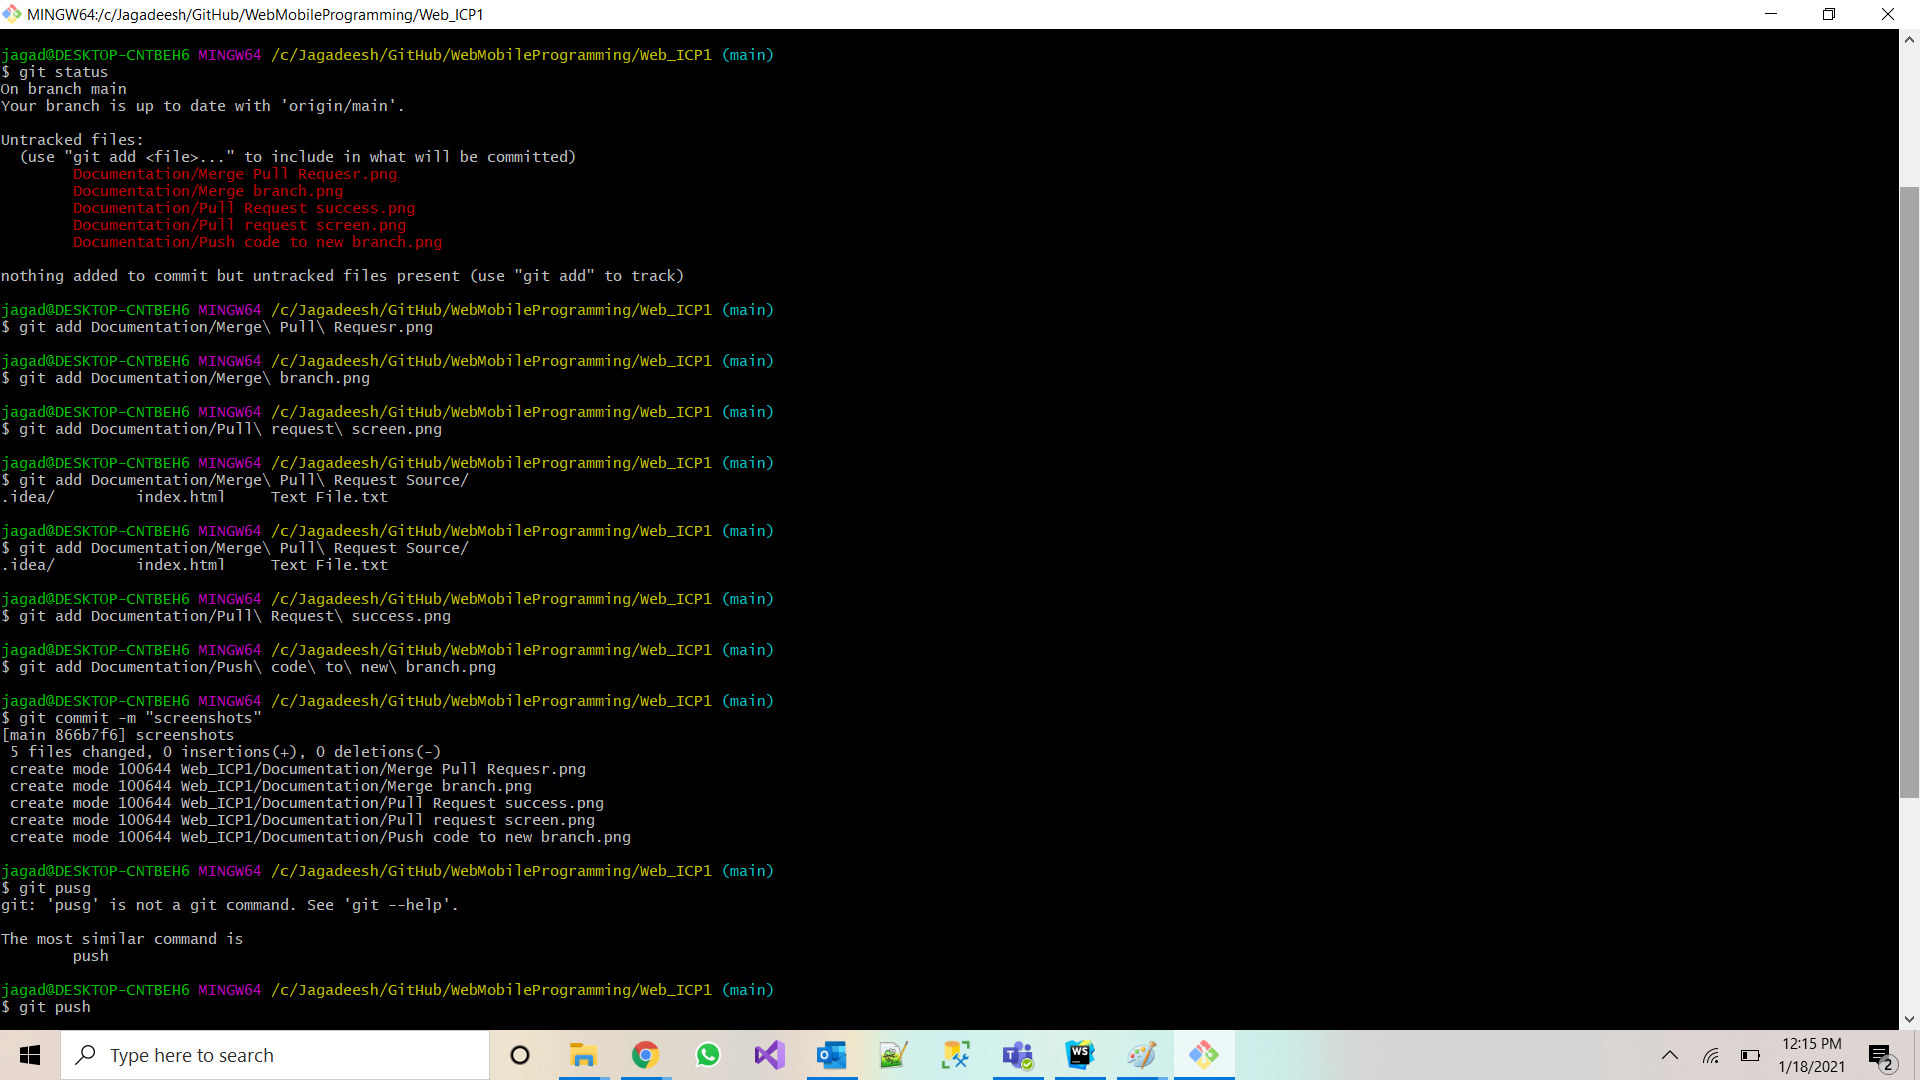 MINGW64:/c/Jagadeesh/GitHub/WebMobileProgramming/Web_ICP1
jagad@DESKTOP-CNTBEH6 MINGW64 /c/Jagadeesh/GitHub/WebMobileProgramming/Web_ICP1 (main)
$ git status
On branch main
Your branch is up to date with 'origin/main'.
Untracked files:
  (use "git add <file>..." to include in what will be committed)
        Documentation/Merge Pull Requesr.png
        Documentation/Merge branch.png
        Documentation/Pull Request success.png
        Documentation/Pull request screen.png
        Documentation/Push code to new branch.png
nothing added to commit but untracked files present (use "git add" to track)
jagad@DESKTOP-CNTBEH6 MINGW64 /c/Jagadeesh/GitHub/WebMobileProgramming/Web_ICP1 (main)
$ git add Documentation/Merge\ Pull\ Requesr.png
jagad@DESKTOP-CNTBEH6 MINGW64 /c/Jagadeesh/GitHub/WebMobileProgramming/Web_ICP1 (main)
$ git add Documentation/Merge\ branch.png
jagad@DESKTOP-CNTBEH6 MINGW64 /c/Jagadeesh/GitHub/WebMobileProgramming/Web_ICP1 (main)
$ git add Documentation/Pull\ request\ screen.png
jagad@DESKTOP-CNTBEH6 MINGW64 /c/Jagadeesh/GitHub/WebMobileProgramming/Web_ICP1 (main)
$ git add Documentation/Merge\ Pull\ Request Source/
.idea/         index.html     Text File.txt
jagad@DESKTOP-CNTBEH6 MINGW64 /c/Jagadeesh/GitHub/WebMobileProgramming/Web_ICP1 (main)
$ git add Documentation/Merge\ Pull\ Request Source/
.idea/         index.html     Text File.txt
jagad@DESKTOP-CNTBEH6 MINGW64 /c/Jagadeesh/GitHub/WebMobileProgramming/Web_ICP1 (main)
$ git add Documentation/Pull\ Request\ success.png
jagad@DESKTOP-CNTBEH6 MINGW64 /c/Jagadeesh/GitHub/WebMobileProgramming/Web_ICP1 (main)
$ git add Documentation/Push\ code\ to\ new\ branch.png
jagad@DESKTOP-CNTBEH6 MINGW64 /c/Jagadeesh/GitHub/WebMobileProgramming/Web_ICP1 (main)
$ git commit -m "screenshots"
[main 866b7f6] screenshots
 5 files changed, 0 insertions(+), 0 deletions(-)
 create mode 100644 Web_ICP1/Documentation/Merge Pull Requesr.png
 create mode 100644 Web_ICP1/Documentation/Merge branch.png
 create mode 100644 Web_ICP1/Documentation/Pull Request success.png
 create mode 100644 Web_ICP1/Documentation/Pull request screen.png
 create mode 100644 Web_ICP1/Documentation/Push code to new branch.png
jagad@DESKTOP-CNTBEH6 MINGW64 /c/Jagadeesh/GitHub/WebMobileProgramming/Web_ICP1 (main)
$ git pusg
git: 'pusg' is not a git command. See 'git --help'.
The most similar command is
        push
jagad@DESKTOP-CNTBEH6 MINGW64 /c/Jagadeesh/GitHub/WebMobileProgramming/Web_ICP1 (main)
$ git push
Type here to search
WS
12:15 PM
1/18/2021
2